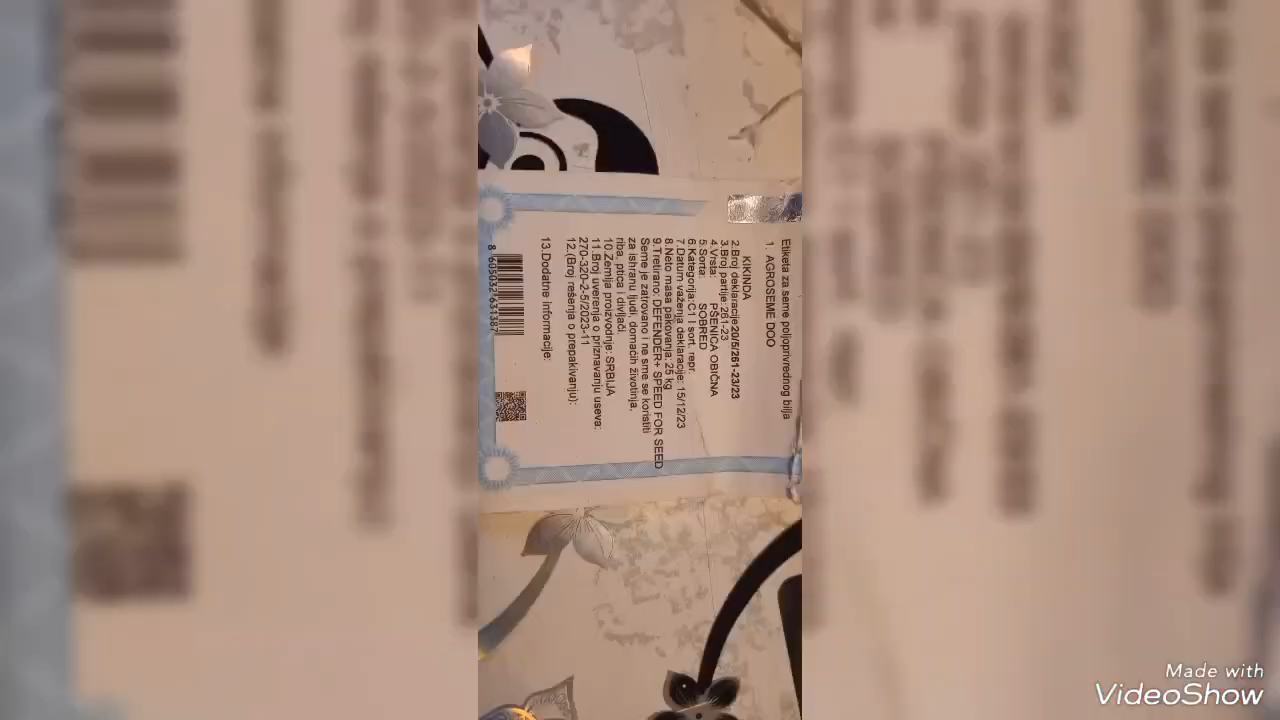 Etiketa za seme poljoprivrednog bilja
1. AGROSEME DOO
KIKINDA
2.Broj deklaracije:20/5/261-23/23
3.Broj partije:261-23
4.Vrsta: PŠENICA OBIČNA
5.Sorta: SOBRED
6.Kategorija:C1 I sort. repr.
7.Datum važenja deklaracije: 15/12/23
8.Neto masa pakovanja: 25 kg
9.Tretirano: DEFENDER+ SPEED FOR SEED
Seme je zatrovano i ne sme se koristiti
za ishranu ljudi, domaćih životinja,
riba, ptica i divljači.
10.Zemlja proizvodnje: SRBIJA
11.Broj uverenja o priznavanju useva:
270-320-2-5/2023-11
12.(Broj rešenja o prepakivanju):
13.Dodatne informacije:
8 605032 631387
Made with
VideoShow